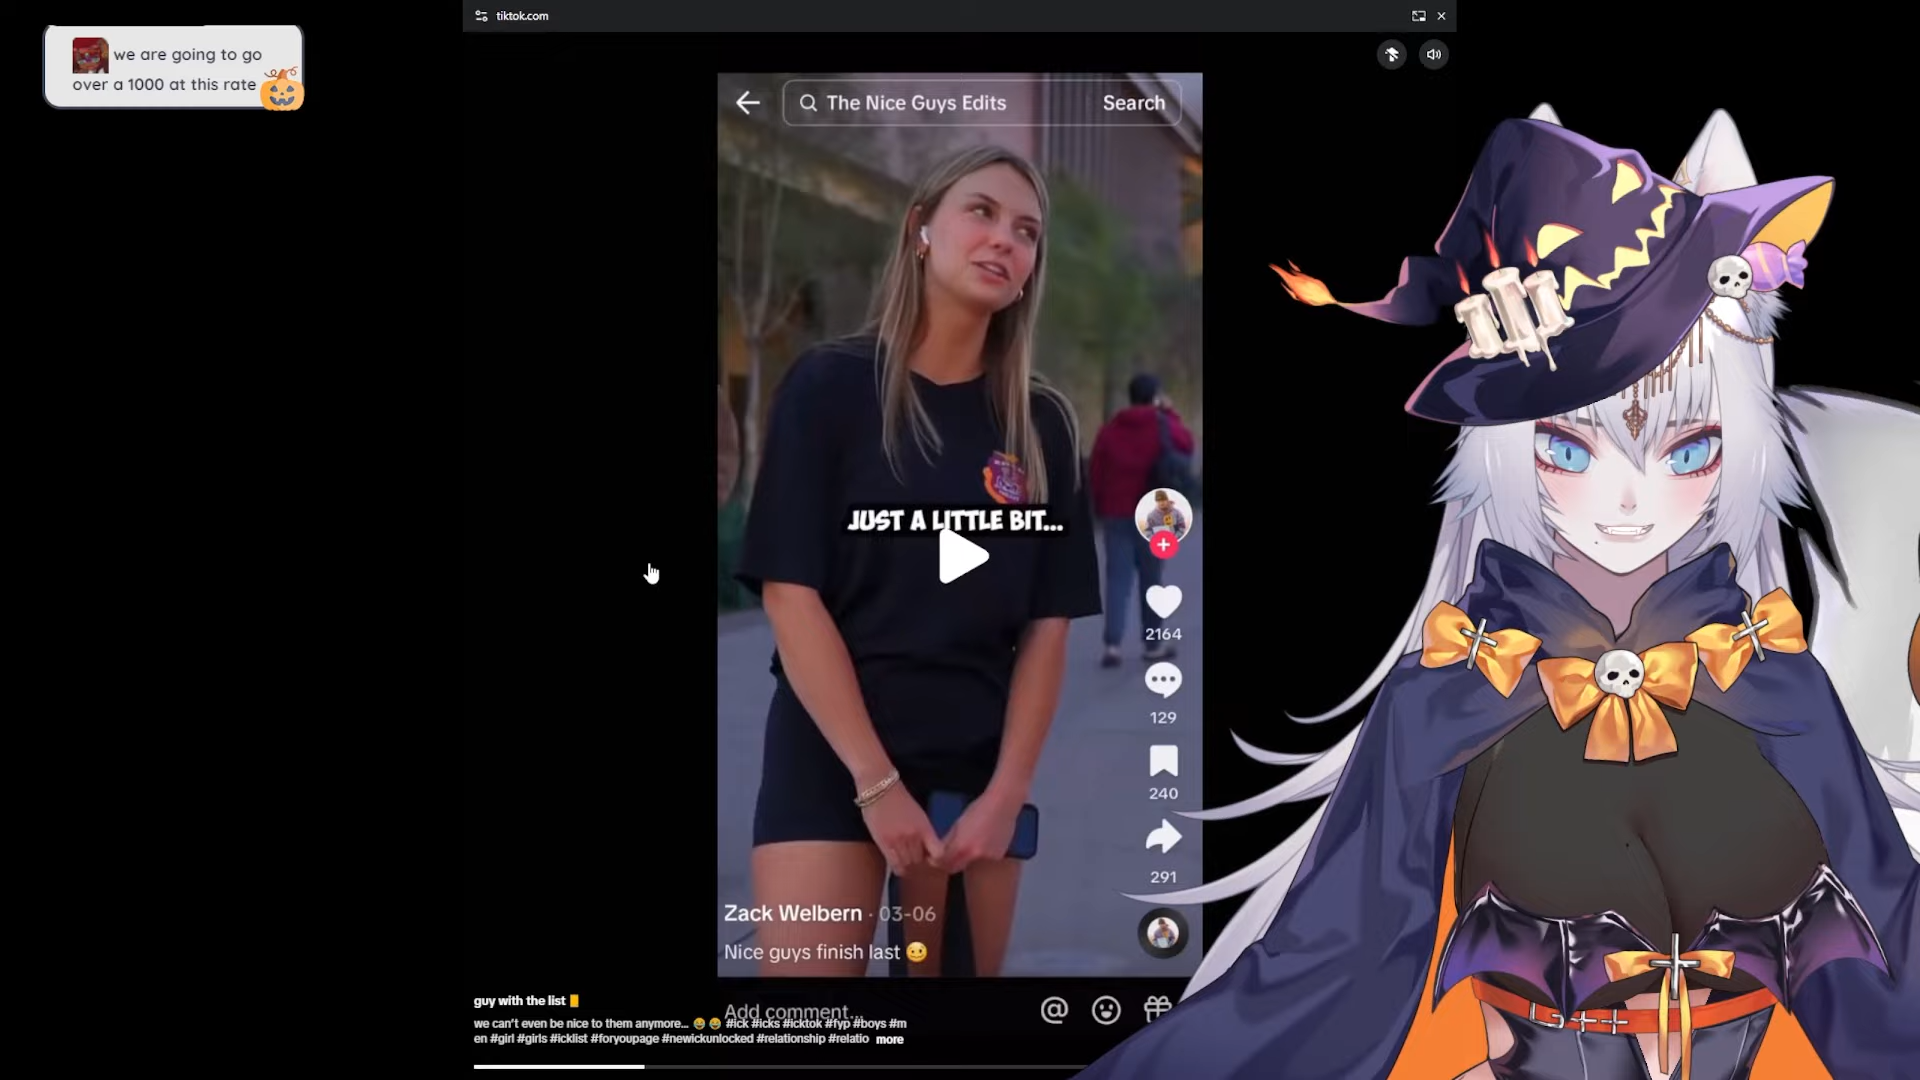 tiktok.com
we are going to go
over a 1000 at this rate
The Nice Guys Edits
Search
JUST A LITTLE BIT...
2164
129
240
291
Zack Welbern · 03-06
Nice guys finish last 🥴
Add comment...
guy with the list
we can't even be nice to them anymore... 😂 😂 #ick #icks #icktok #fyp #boys #m
en #girl #girls #icklist #foryoupage #newickunlocked #relationship #relatio more